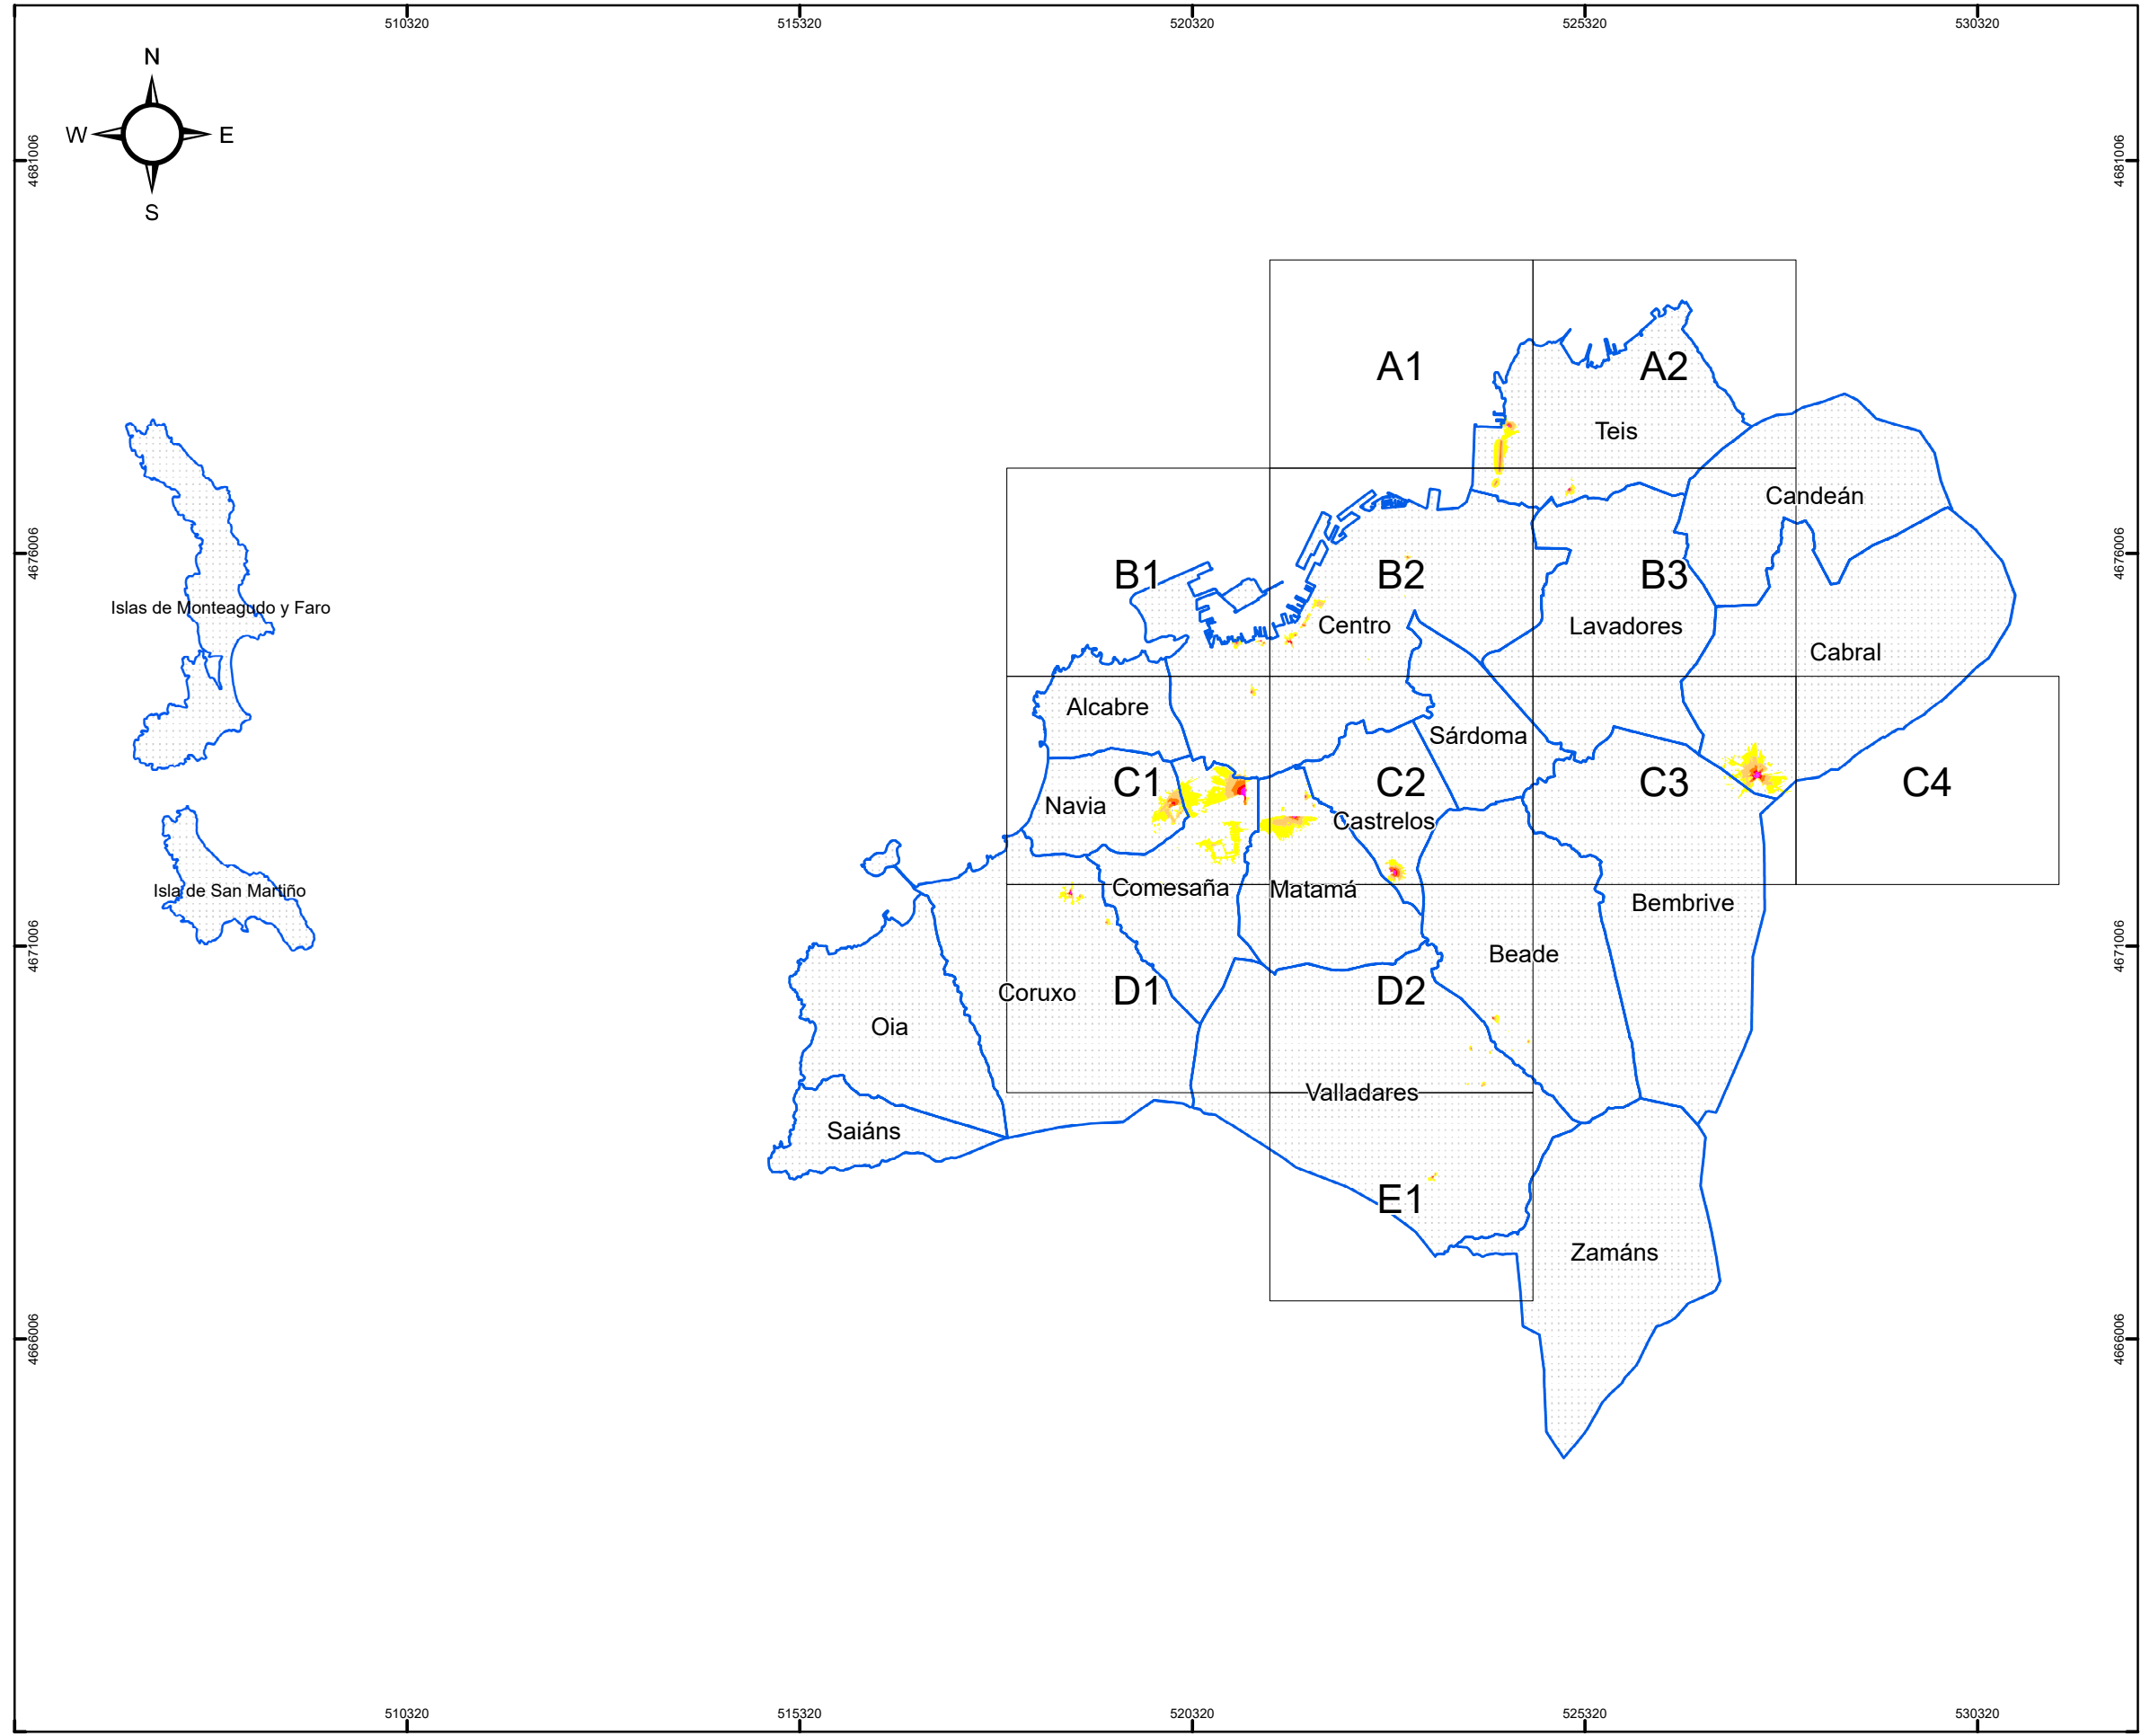 510320
515320
520320
525320
530320
N
W
E
S
4681006
4681006
A1
A2
Teis
Candeán
4676006
4676006
B1
B2
B3
Islas de Monteagudo y Faro
Centro
Lavadores
Cabral
Alcabre
Sárdoma
C1
C2
C3
C4
Navia
Castrelos
Isla de San Martiño
Comesaña
Matamá
Bembrive
4671006
4671006
Beade
Coruxo
D1
D2
Oia
Valladares
Saiáns
E1
Zamáns
4666006
4666006
510320
515320
520320
525320
530320